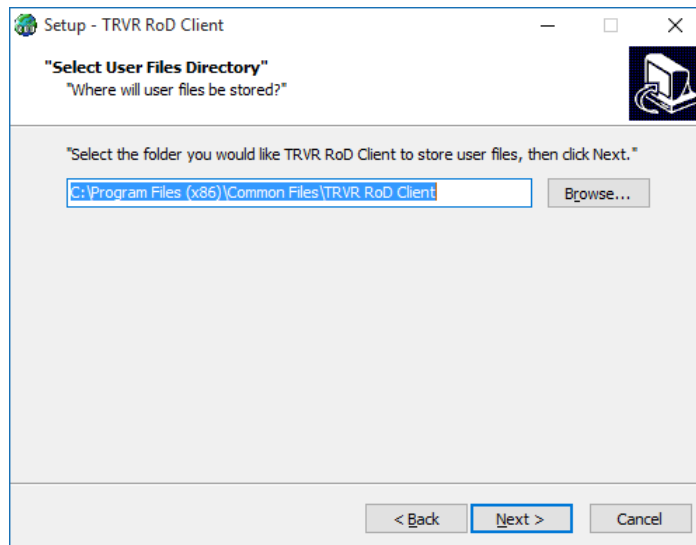 Setup - TRVR RoD Client
"Select User Files Directory"
"Where will user files be stored?"
"Select the folder you would like TRVR RoD Client to store user files, then click Next."
C:\Program Files (x86)\Common Files\TRVR RoD Client
Browse...
< Back
Next >
Cancel